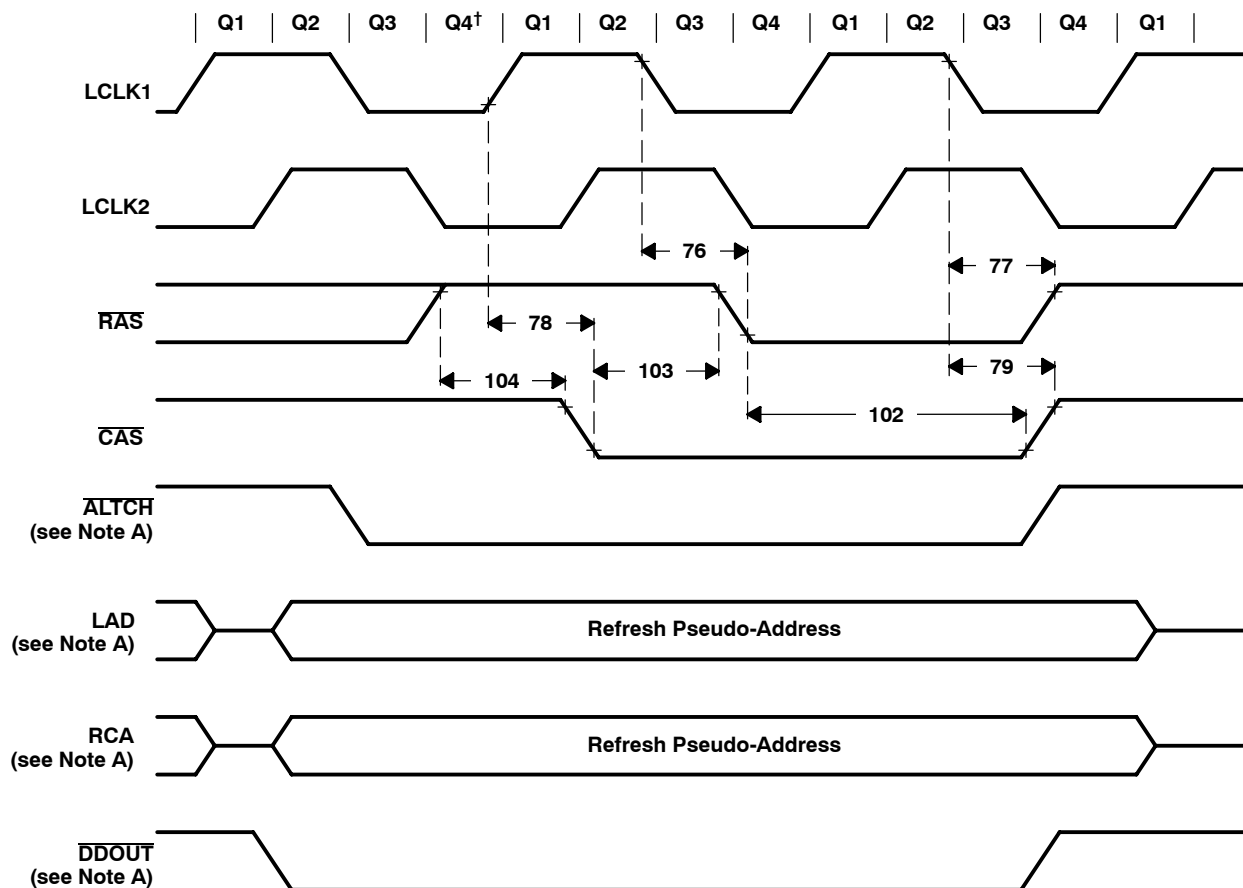 Q1 Q2 Q3 Q4† Q1 Q2 Q3 Q4 Q1 Q2 Q3 Q4 Q1
LCLK1
LCLK2
76
77
RAS
78
79
104
103
102
CAS
ALTCH
(see Note A)
LAD
(see Note A)
Refresh Pseudo-Address
RCA
(see Note A)
Refresh Pseudo-Address
DDOUT
(see Note A)